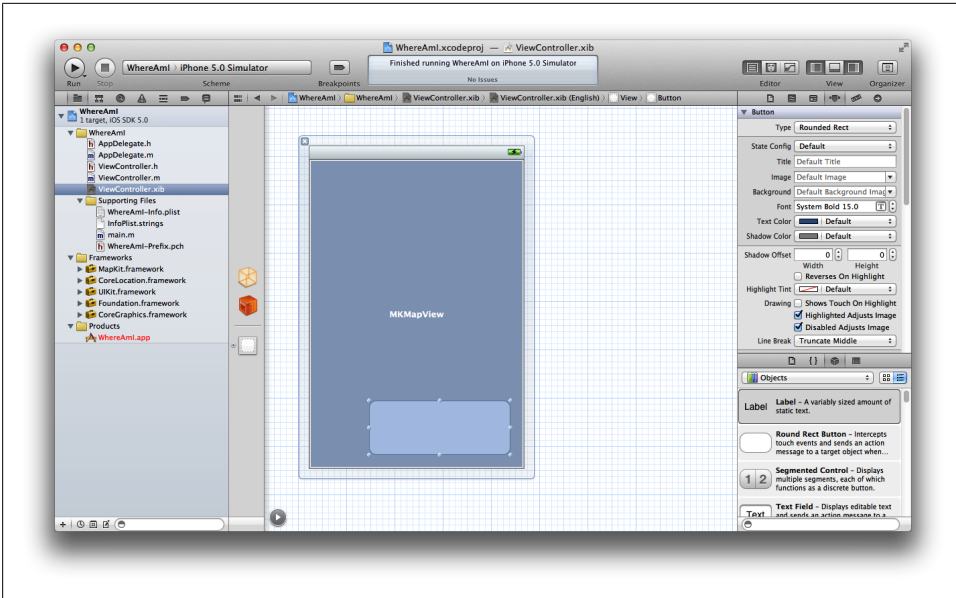 WhereAmI.xcodeproj — ViewController.xib
WhereAmI › iPhone 5.0 Simulator
Finished running WhereAmI on iPhone 5.0 Simulator
No Issues
Run
Stop
Scheme
Breakpoints
Editor
View
Organizer
WhereAmI › WhereAmI › ViewController.xib › ViewController.xib (English) › View › Button
WhereAmI
1 target, iOS SDK 5.0
WhereAmI
AppDelegate.h
AppDelegate.m
ViewController.h
ViewController.m
ViewController.xib
Supporting Files
WhereAmI-Info.plist
InfoPlist.strings
main.m
WhereAmI-Prefix.pch
Frameworks
MapKit.framework
CoreLocation.framework
UIKit.framework
Foundation.framework
CoreGraphics.framework
Products
WhereAmI.app
MKMapView
Button
Type Rounded Rect
State Config Default
Title Default Title
Image Default Image
Background Default Background Imag
Font System Bold 15.0
Text Color Default
Shadow Color Default
Shadow Offset 0 0
Width Height
Reverses On Highlight
Highlight Tint Default
Drawing Shows Touch On Highlight
Highlighted Adjusts Image
Disabled Adjusts Image
Line Break Truncate Middle
Objects
Label
Label – A variably sized amount of
static text.
Round Rect Button – Intercepts
touch events and sends an action
message to a target object when...
1 2
Segmented Control – Displays
multiple segments, each of which
functions as a discrete button.
Text
Text Field – Displays editable text
and sends an action message to a